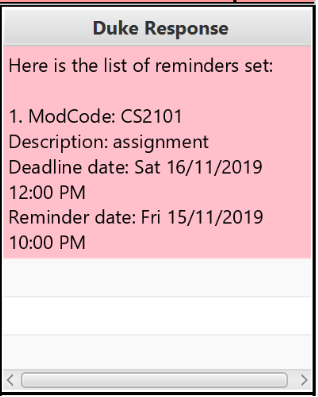 Duke Response
Here is the list of reminders set:
1. ModCode: CS2101
Description: assignment
Deadline date: Sat 16/11/2019
12:00 PM
Reminder date: Fri 15/11/2019
10:00 PM